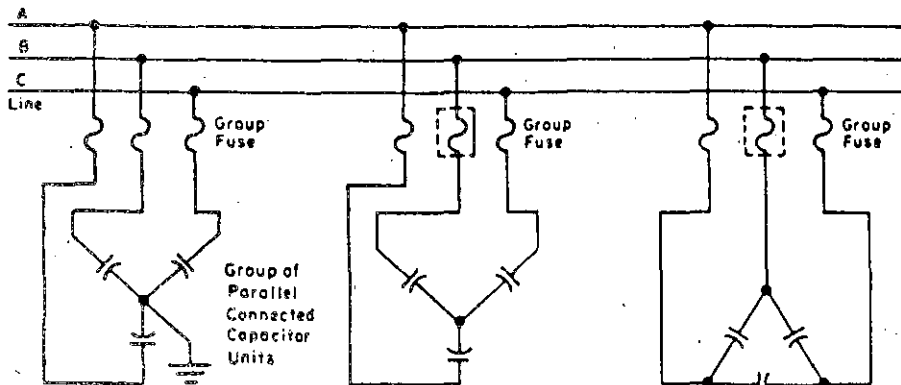 A
B
C
Line
Group
Fuse
Group
Fuse
Group
Fuse
Group of
Parallel
Connected
Capacitor
Units